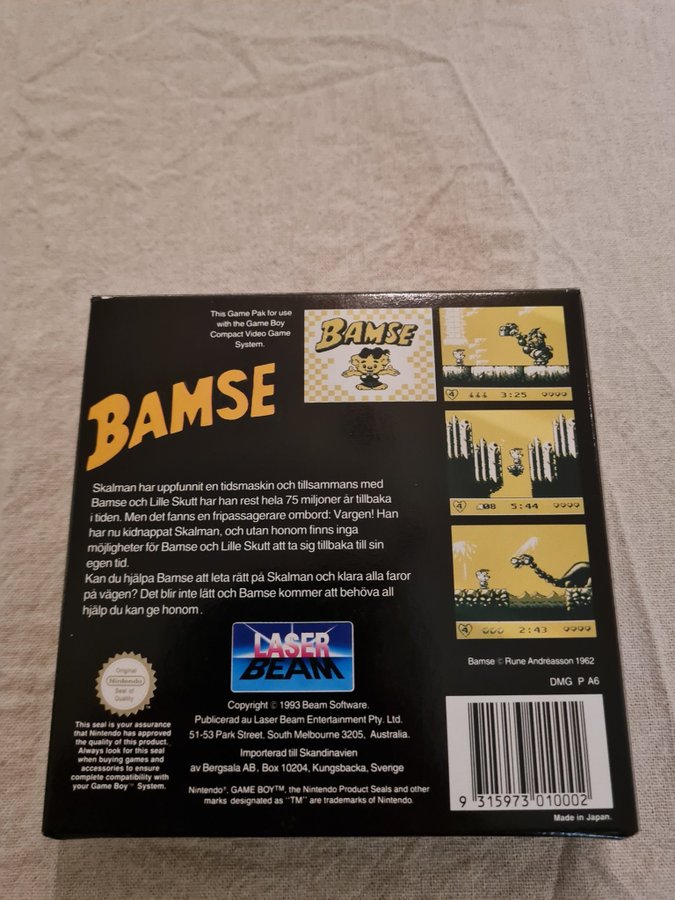 This Game Pak for use
with the Game Boy
Compact Video Game
System.
BAMSE
BAMSE
4 3:25 9999
4 08 5:44 9999
4 2:43 9999
Skalman har uppfunnit en tidsmaskin och tillsammans med
Bamse och Lille Skutt har han rest hela 75 miljoner år tillbaka
i tiden. Men det fanns en fripassagerare ombord: Vargen! Han
har nu kidnappat Skalman, och utan honom finns inga
möjligheter för Bamse och Lille Skutt att ta sig tillbaka till sin
egen tid.
Kan du hjälpa Bamse att leta rätt på Skalman och klara alla faror
på vägen? Det blir inte lätt och Bamse kommer att behöva all
hjälp du kan ge honom.
LASER
BEAM
Bamse © Rune Andréasson 1962
DMG P A6
Original
Nintendo
Seal of
Quality
This seal is your assurance
that Nintendo has approved
the quality of this product.
Always look for this seal
when buying games and
accessories to ensure
complete compatibility with
your Game Boy™ System.
Copyright © 1993 Beam Software.
Publicerad au Laser Beam Entertainment Pty. Ltd.
51-53 Park Street, South Melbourne 3205, Australia.
Importerad till Skandinavien
av Bergsala AB, Box 10204, Kungsbacka, Sverige
Nintendo®, GAME BOY™, the Nintendo Product Seals and other
marks designated as “TM” are trademarks of Nintendo.
9 315973 010002
Made in Japan.